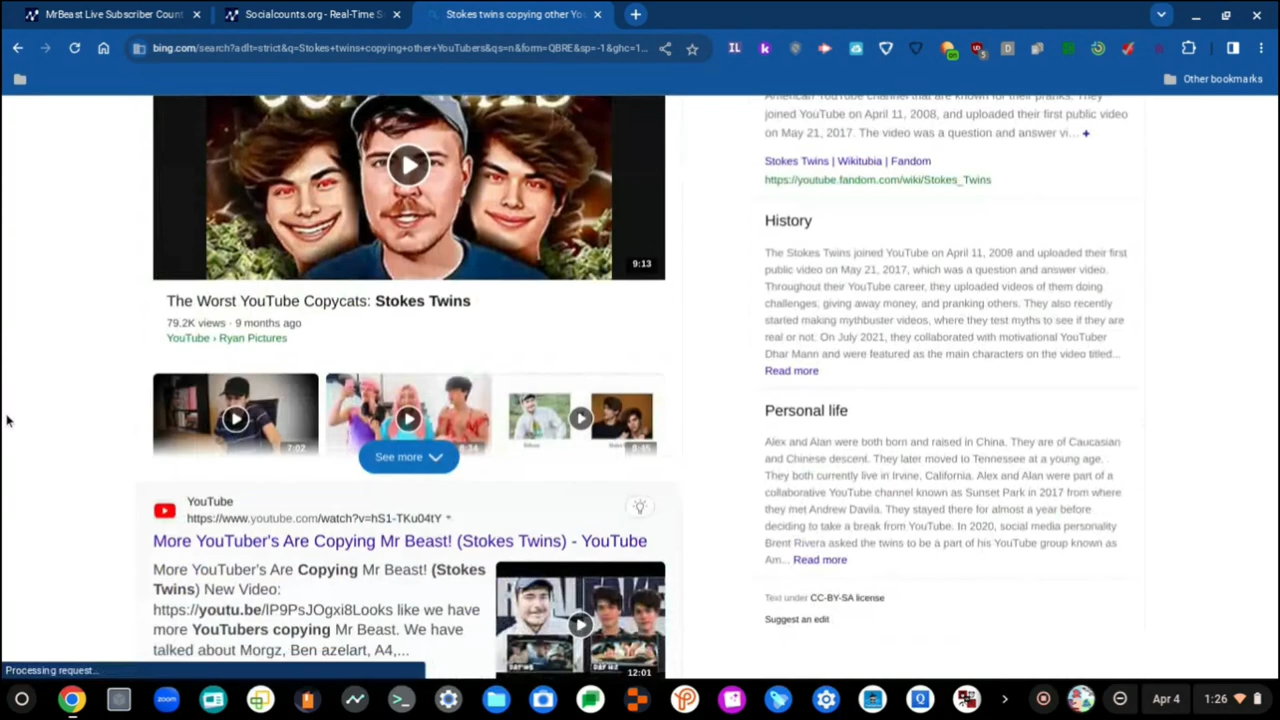 MrBeast Live Subscriber Count
Socialcounts.org - Real-Time S
Stokes twins copying other You
bing.com/search?adlt=strict&q=Stokes+twins+copying+other+YouTubers&qs=n&form=QBRE&sp=-1&ghc=1...
Other bookmarks
9:13
The Worst YouTube Copycats: Stokes Twins
79.2K views · 9 months ago
YouTube › Ryan Pictures
7:02
See more
YouTube
https://www.youtube.com/watch?v=hS1-TKu04tY
More YouTuber's Are Copying Mr Beast! (Stokes Twins) - YouTube
More YouTuber's Are Copying Mr Beast! (Stokes
Twins) New Video:
https://youtu.be/IP9PsJOgxi8Looks like we have
more YouTubers copying Mr Beast. We have
talked about Morgz, Ben azelart, A4,...
12:01
American YouTube channel that are known for their pranks. They
joined YouTube on April 11, 2008, and uploaded their first public video
on May 21, 2017. The video was a question and answer vi... +
Stokes Twins | Wikitubia | Fandom
https://youtube.fandom.com/wiki/Stokes_Twins
History
The Stokes Twins joined YouTube on April 11, 2008 and uploaded their first
public video on May 21, 2017, which was a question and answer video.
Throughout their YouTube career, they uploaded videos of them doing
challenges, giving away money, and pranking others. They also recently
started making mythbuster videos, where they test myths to see if they are
real or not. On July 2021, they collaborated with motivational YouTuber
Dhar Mann and were featured as the main characters on the video titled...
Read more
Personal life
Alex and Alan were both born and raised in China. They are of Caucasian
and Chinese descent. They later moved to Tennessee at a young age.
They both currently live in Irvine, California. Alex and Alan were part of a
collaborative YouTube channel known as Sunset Park in 2017 from where
they met Andrew Davila. They stayed there for almost a year before
deciding to take a break from YouTube. In 2020, social media personality
Brent Rivera asked the twins to be a part of his YouTube group known as
Am... Read more
Text under CC-BY-SA license
Suggest an edit
Processing request...
zoom
Apr 4
1:26